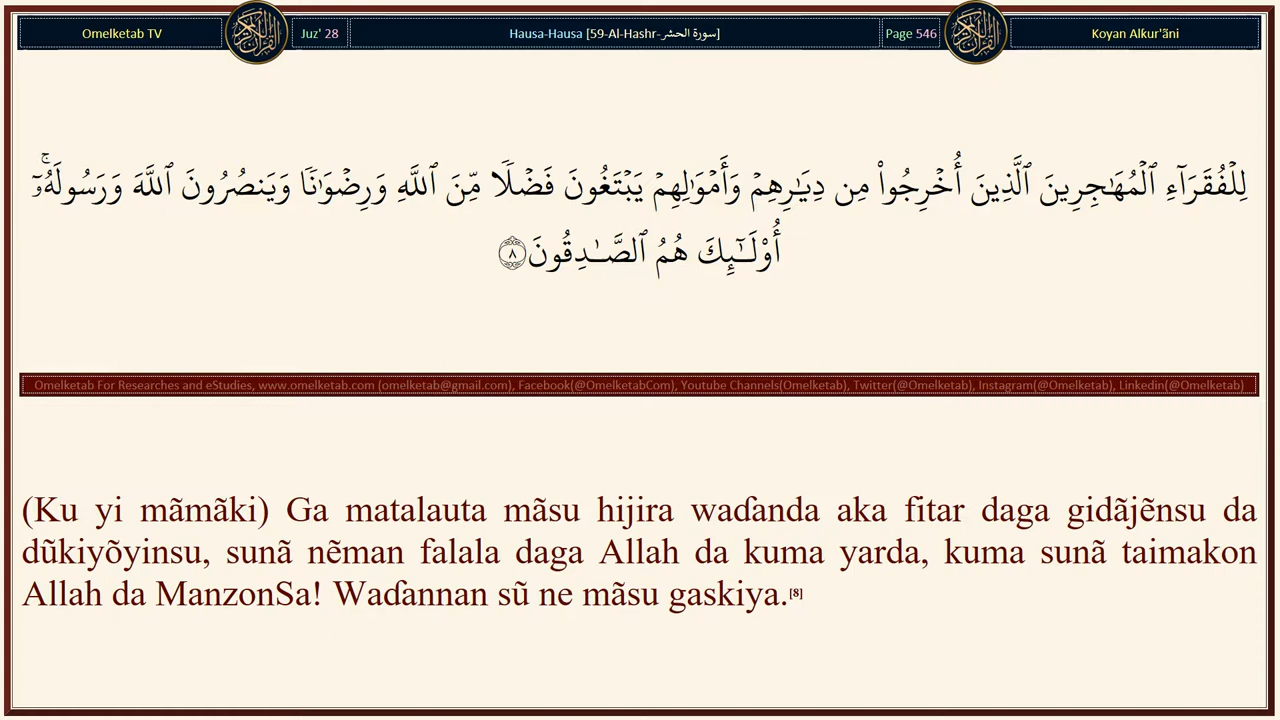 Omelketab TV
Juz' 28
Hausa-Hausa [59-Al-Hashr-سورة الحشر]
Page 546
Koyan Alƙur'ãni
لِلْفُقَرَآءِ ٱلْمُهَٰجِرِينَ ٱلَّذِينَ أُخْرِجُوا۟ مِن دِيَٰرِهِمْ وَأَمْوَٰلِهِمْ يَبْتَغُونَ فَضْلًا مِّنَ ٱللَّهِ وَرِضْوَٰنًا وَيَنصُرُونَ ٱللَّهَ وَرَسُولَهُۥٓ ۚ
أُو۟لَٰٓئِكَ هُمُ ٱلصَّٰدِقُونَ ٨
Omelketab For Researches and eStudies, www.omelketab.com (omelketab@gmail.com), Facebook(@OmelketabCom), Youtube Channels(Omelketab), Twitter(@Omelketab), Instagram(@Omelketab), Linkedin(@Omelketab)
(Ku yi mãmãki) Ga matalauta mãsu hijira waɗanda aka fitar daga gidãjẽnsu da
dũkiyõyinsu, sunã nẽman falala daga Allah da kuma yarda, kuma sunã taimakon
Allah da ManzonSa! Waɗannan sũ ne mãsu gaskiya.[8]